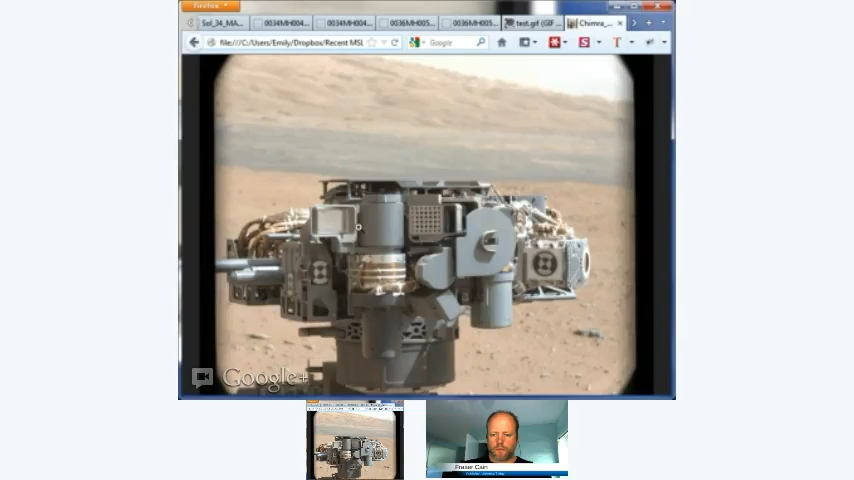 Firefox
Sol_34_MA...
0034MH004...
0034MH004...
0036MH005...
0036MH005...
test.gif (GIF ...
Chimra_...
file:///C:/Users/Emily/Dropbox/Recent MSL
Google
Google+
Fraser Cain